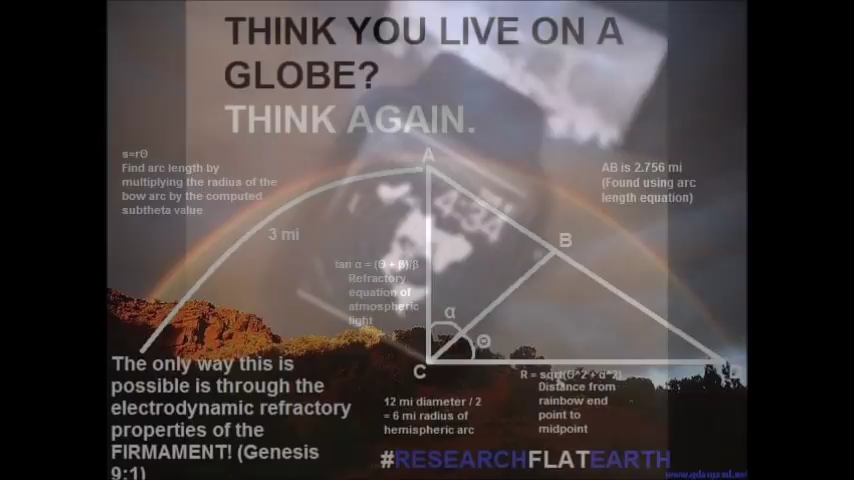 THINK YOU LIVE ON A
GLOBE?
THINK AGAIN.
s=rΘ
Find arc length by
multiplying the radius of the
bow arc by the computed
subtheta value
A
AB is 2.756 mi
(Found using arc
length equation)
4:34
3 mi
B
tan α = (Θ + β)/β
Refractory
equation of
atmospheric
light
α
Θ
C
D
The only way this is
possible is through the
electrodynamic refractory
properties of the
FIRMAMENT! (Genesis
9:1)
12 mi diameter / 2
= 6 mi radius of
hemispheric arc
R = sqrt(Θ^2 + α^2)
Distance from
rainbow end
point to
midpoint
#RESEARCHFLATEARTH